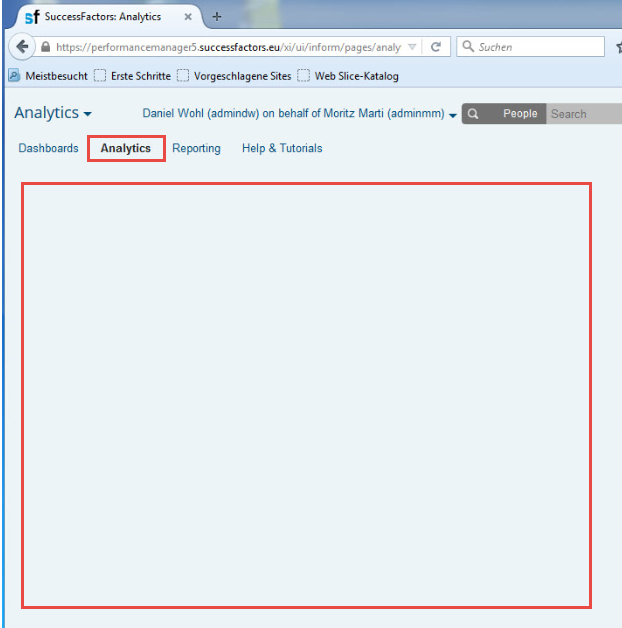 sf SuccessFactors: Analytics
https://performancemanager5.successfactors.eu/xi/ui/inform/pages/analy
Suchen
Meistbesucht Erste Schritte Vorgeschlagene Sites Web Slice-Katalog
Analytics Daniel Wohl (admindw) on behalf of Moritz Marti (adminmm) People Search
Dashboards Analytics Reporting Help & Tutorials